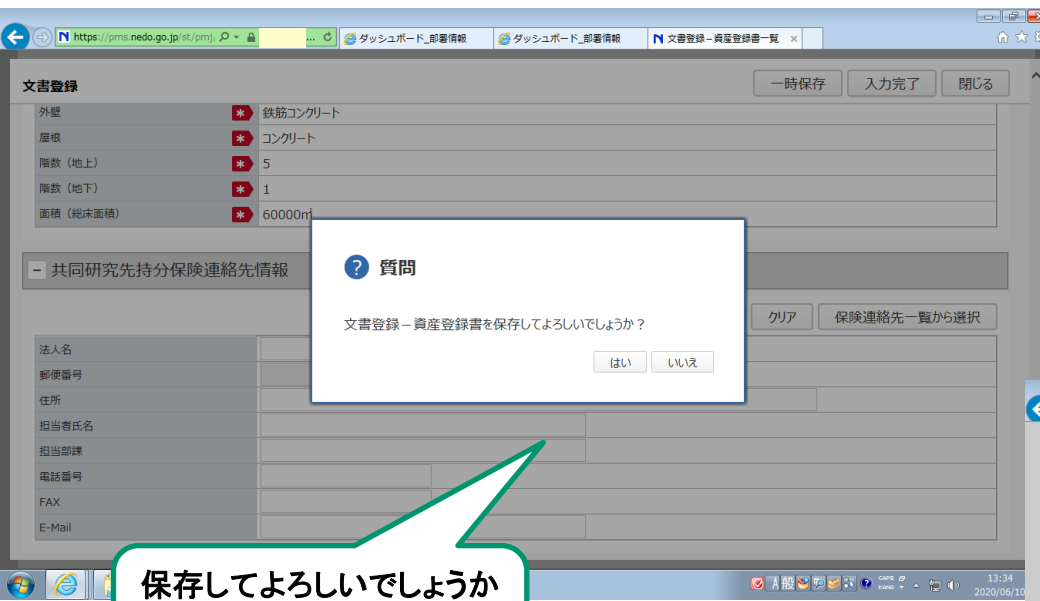 https://pms.nedo.go.jp/st/pmj, ... ダッシュボード_部署情報 ダッシュボード_部署情報 文書登録 – 資産登録書一覧 ×
文書登録 一時保存 入力完了 閉じる
外壁 * 鉄筋コンクリート
屋根 * コンクリート
階数（地上） * 5
階数（地下） * 1
面積（総床面積） * 60000㎡
? 質問
− 共同研究先持分保険連絡先情報
文書登録 – 資産登録書を保存してよろしいでしょうか？
クリア 保険連絡先一覧から選択
はい いいえ
法人名
郵便番号
住所
担当者氏名
担当部課
電話番号
FAX
E-Mail
保存してよろしいでしょうか
A 般 CAPS KANA 13:34
2020/06/10